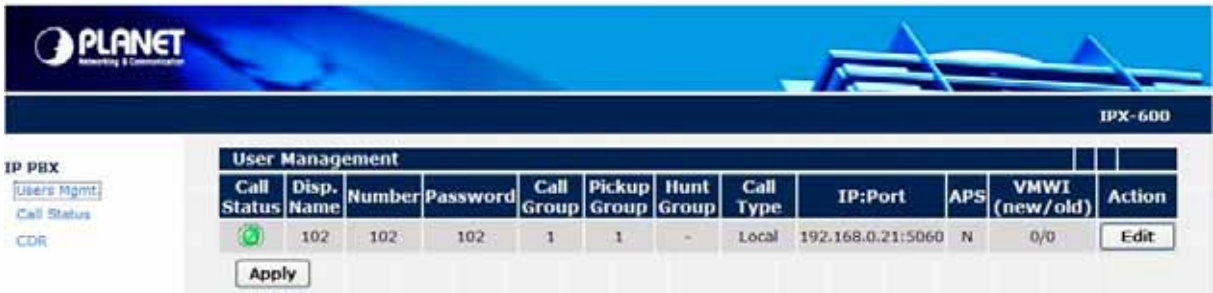 PLANET
Networking & Communication
IPX-600
IP PBX
Users Mgmt.
Call Status
CDR
User Management
Call Status Disp. Name Number Password Call Group Pickup Group Hunt Group Call Type IP:Port APS VMWI (new/old) Action
102 102 102 1 1 - Local 192.168.0.21:5060 N 0/0 Edit
Apply